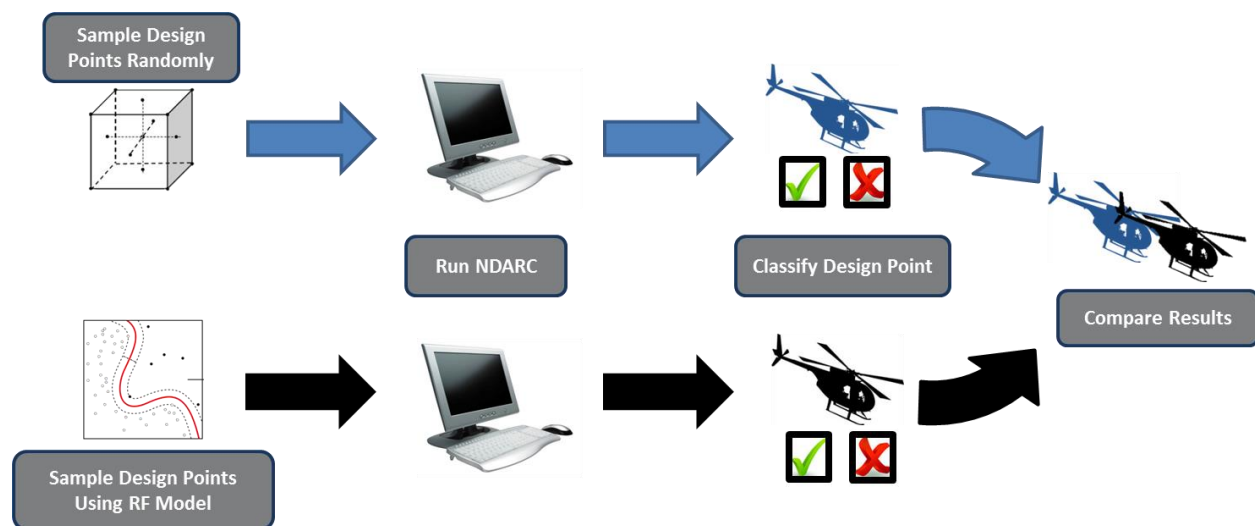 Sample Design
Points Randomly
Run NDARC
Classify Design Point
Compare Results
Sample Design Points
Using RF Model